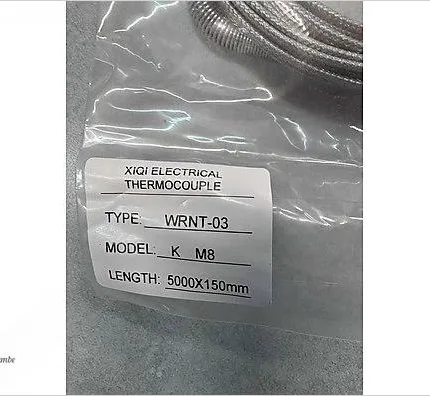 XIQI ELECTRICAL
THERMOCOUPLE
TYPE: WRNT-03
MODEL: K M8
LENGTH: 5000X150mm